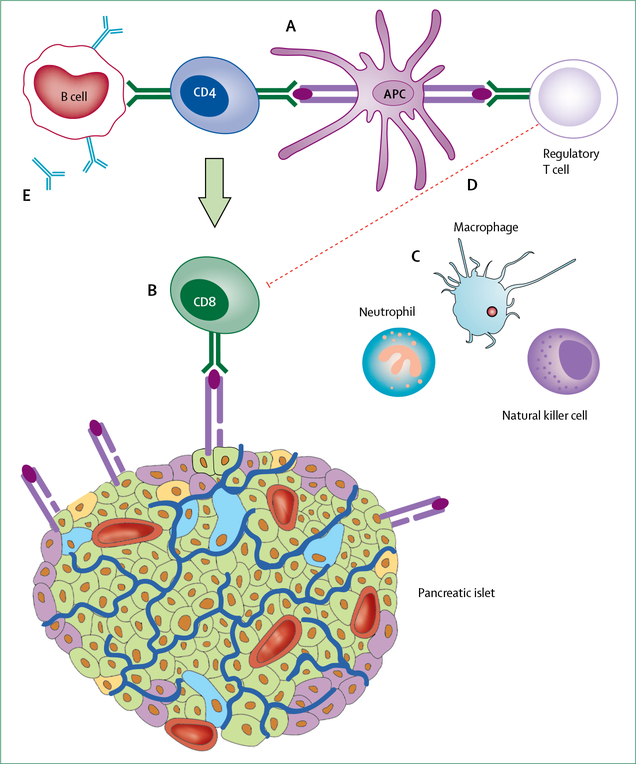 A
B cell
CD4
APC
Regulatory
T cell
E
D
Macrophage
C
B
CD8
Neutrophil
Natural killer cell
Pancreatic islet